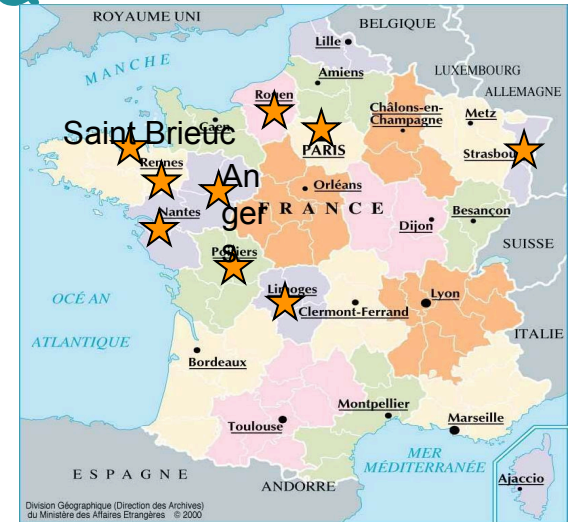 ROYAUME UNI
BELGIQUE
Lille
MANCHE
Amiens
LUXEMBOURG
ALLEMAGNE
Rouen
Châlons-en-
Champagne
Metz
Saint Brieuc
Caen
PARIS
Strasbou
Rennes
An
ger
s
Orléans
FRANCE
Nantes
Besançon
Dijon
SUISSE
Poitiers
OCÉAN
ATLANTIQUE
Limoges
Clermont-Ferrand
Lyon
ITALIE
Bordeaux
Montpellier
Toulouse
Marseille
MER
MÉDITERRANÉE
ESPAGNE
ANDORRE
Ajaccio
Division Géographique (Direction des Archives)
du Ministère des Affaires Etrangères © 2000